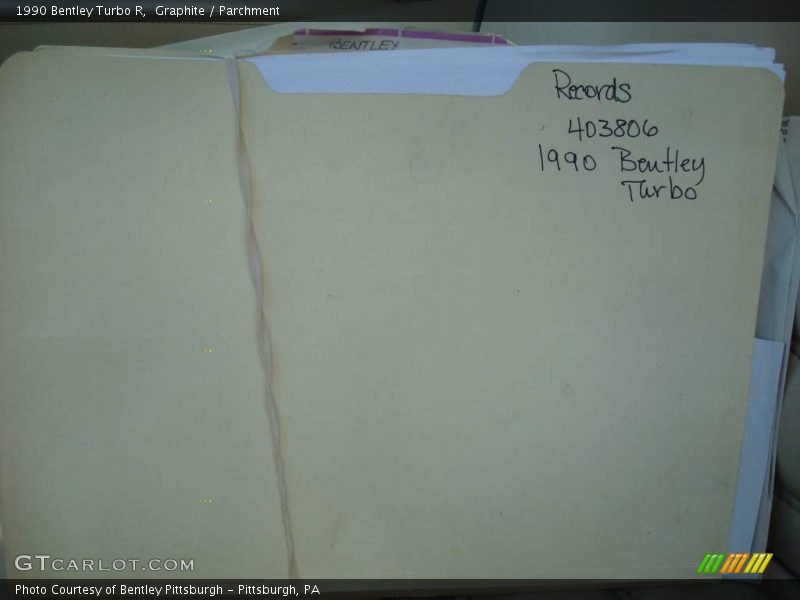 1990 Bentley Turbo R,  Graphite / Parchment
BENTLEY
Records
403806
1990 Bentley
Turbo
GTCARLOT.COM
Photo Courtesy of Bentley Pittsburgh - Pittsburgh, PA